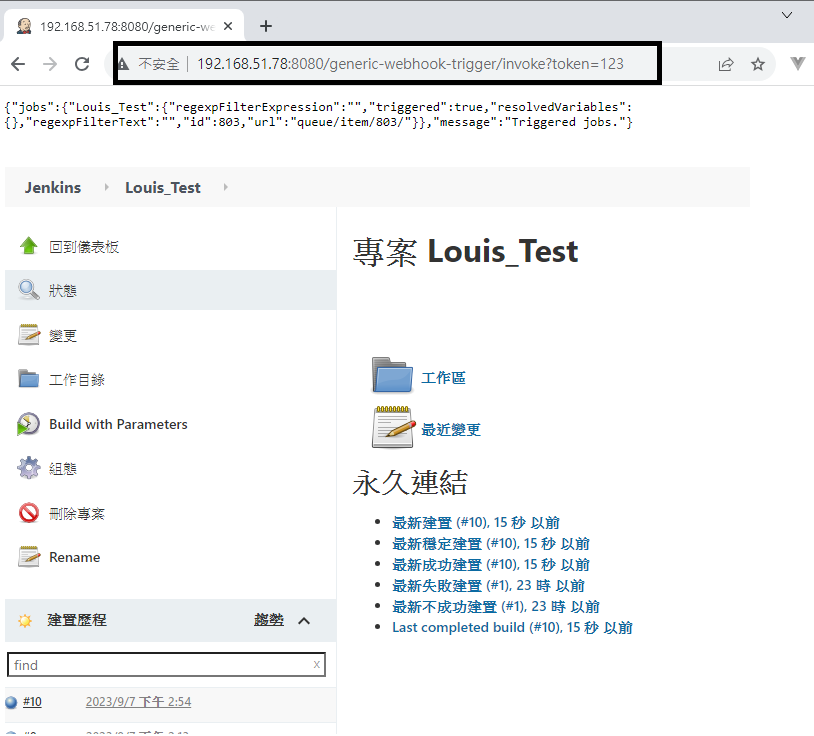 192.168.51.78:8080/generic-we
不安全 | 192.168.51.78:8080/generic-webhook-trigger/invoke?token=123
{"jobs":{"Louis_Test":{"regexpFilterExpression":"","triggered":true,"resolvedVariables":
{},"regexpFilterText":"","id":803,"url":"queue/item/803/"}},"message":"Triggered jobs."}
Jenkins Louis_Test
回到儀表板
狀態
變更
工作目錄
Build with Parameters
組態
刪除專案
Rename
建置歷程 趨勢
find x
#10 2023/9/7 下午 2:54
專案 Louis_Test
工作區
最近變更
永久連結
最新建置 (#10), 15 秒 以前
最新穩定建置 (#10), 15 秒 以前
最新成功建置 (#10), 15 秒 以前
最新失敗建置 (#1), 23 時 以前
最新不成功建置 (#1), 23 時 以前
Last completed build (#10), 15 秒 以前